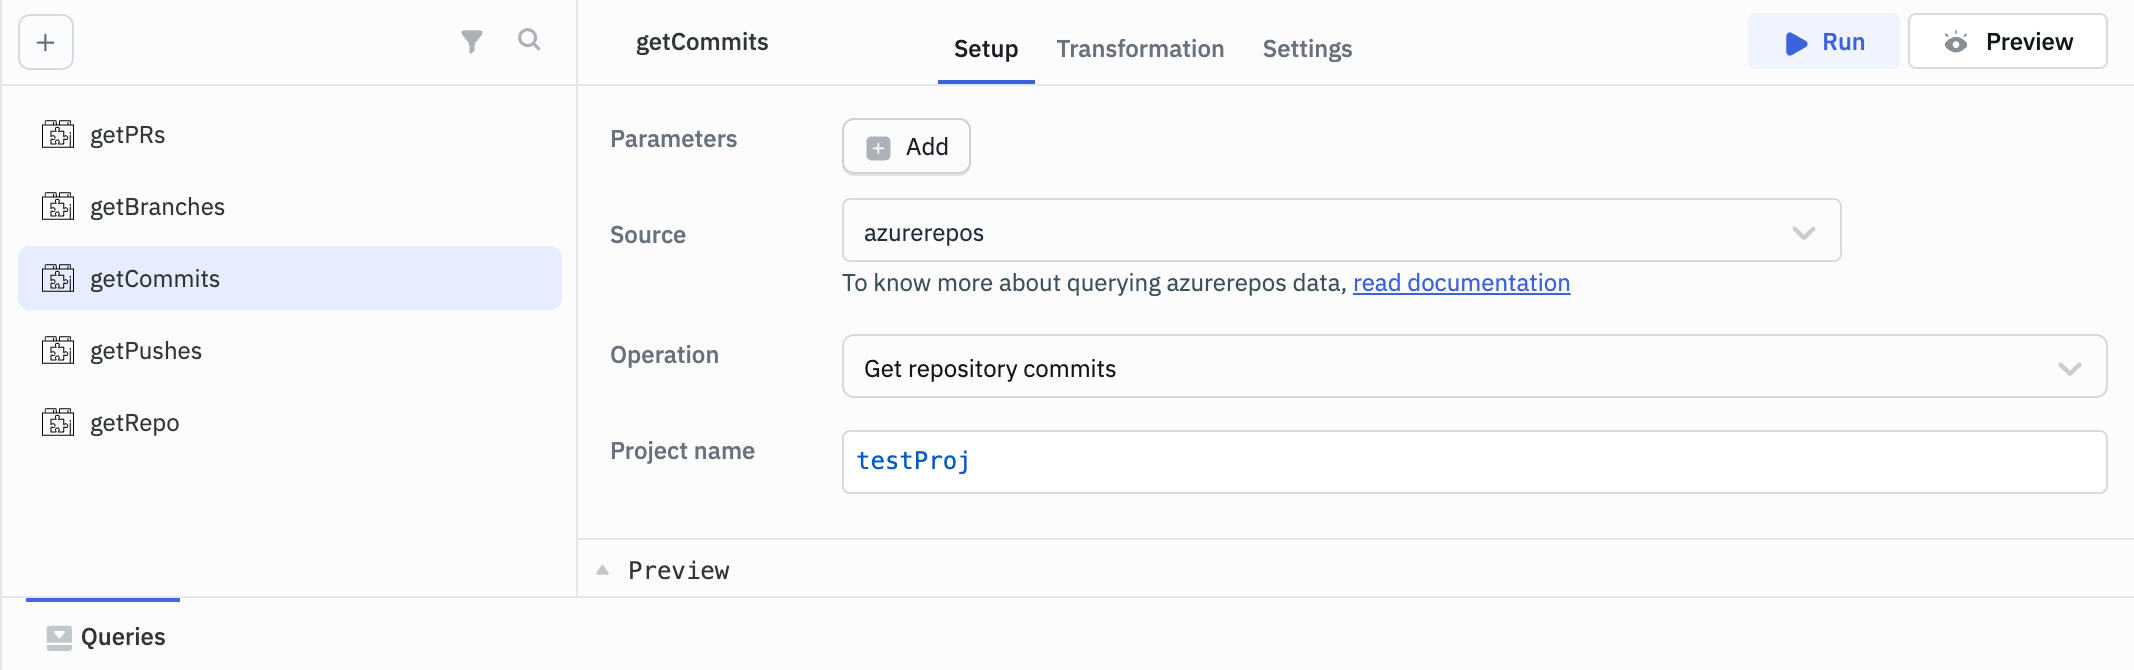 getCommits
Setup
Transformation
Settings
Run
Preview
getPRs
getBranches
getCommits
getPushes
getRepo
Parameters
Add
Source
azurerepos
To know more about querying azurerepos data, read documentation
Operation
Get repository commits
Project name
testProj
Preview
Queries